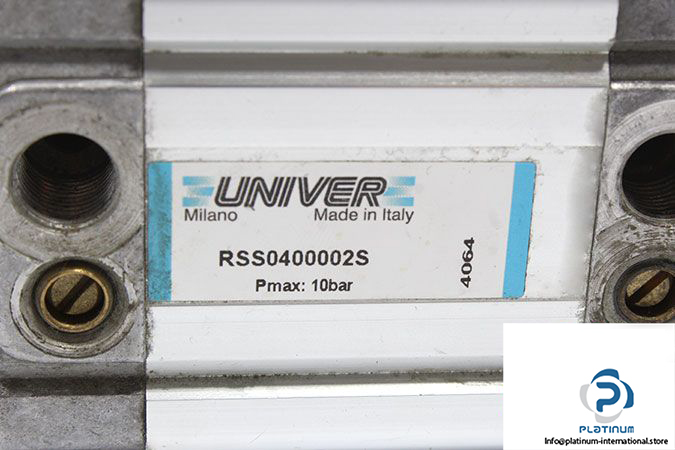 UNIVER
Milano Made in Italy
RSS0400002S
Pmax: 10bar
4064
PLATINUM
Info@platinum-international.store